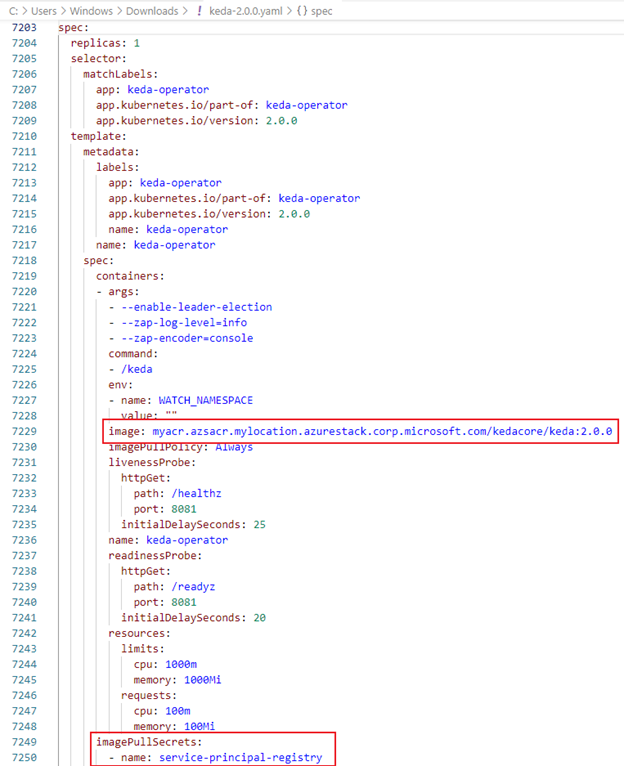 C: > Users > Windows > Downloads > ! keda-2.0.0.yaml > {} spec
7203 spec:
7204   replicas: 1
7205   selector:
7206     matchLabels:
7207       app: keda-operator
7208       app.kubernetes.io/part-of: keda-operator
7209       app.kubernetes.io/version: 2.0.0
7210   template:
7211     metadata:
7212       labels:
7213         app: keda-operator
7214         app.kubernetes.io/part-of: keda-operator
7215         app.kubernetes.io/version: 2.0.0
7216         name: keda-operator
7217       name: keda-operator
7218     spec:
7219       containers:
7220       - args:
7221         - --enable-leader-election
7222         - --zap-log-level=info
7223         - --zap-encoder=console
7224         command:
7225         - /keda
7226         env:
7227         - name: WATCH_NAMESPACE
7228           value: ""
7229         image: myacr.azsacr.mylocation.azurestack.corp.microsoft.com/kedacore/keda:2.0.0
7230         imagePullPolicy: Always
7231         livenessProbe:
7232           httpGet:
7233             path: /healthz
7234             port: 8081
7235           initialDelaySeconds: 25
7236         name: keda-operator
7237         readinessProbe:
7238           httpGet:
7239             path: /readyz
7240             port: 8081
7241           initialDelaySeconds: 20
7242         resources:
7243           limits:
7244             cpu: 1000m
7245             memory: 1000Mi
7246           requests:
7247             cpu: 100m
7248             memory: 100Mi
7249       imagePullSecrets:
7250         - name: service-principal-registry